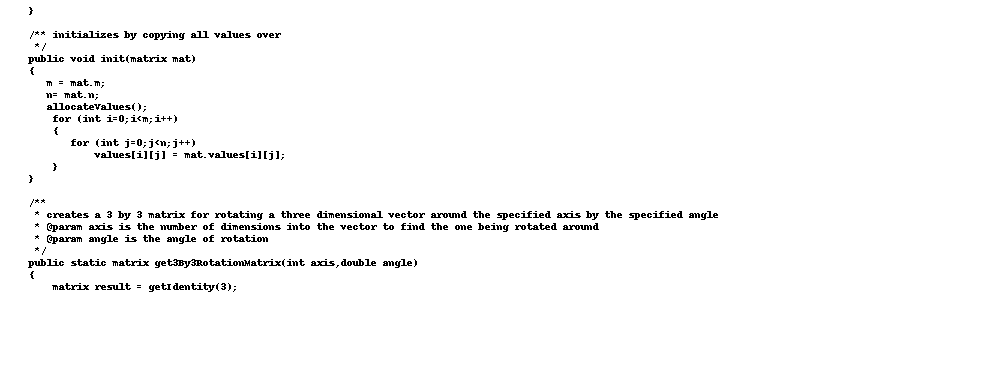 }
/** initializes by copying all values over
 */
public void init(matrix mat)
{
   m = mat.m;
   n= mat.n;
   allocateValues();
    for (int i=0;i<m;i++)
    {
       for (int j=0;j<n;j++)
           values[i][j] = mat.values[i][j];
    }
}
/**
 * creates a 3 by 3 matrix for rotating a three dimensional vector around the specified axis by the specified angle
 * @param axis is the number of dimensions into the vector to find the one being rotated around
 * @param angle is the angle of rotation
 */
public static matrix get3By3RotationMatrix(int axis,double angle)
{
    matrix result = getIdentity(3);